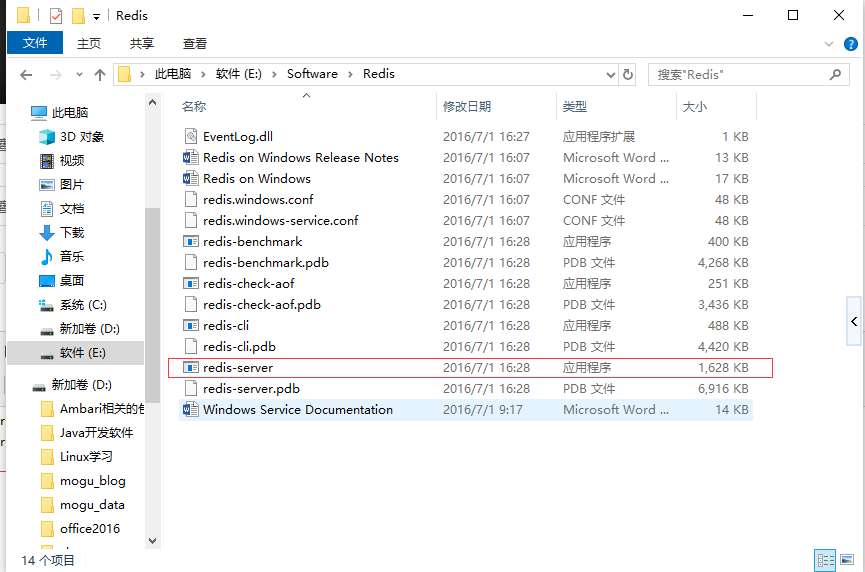 Redis
文件 主页 共享 查看
此电脑 软件 (E:) Software Redis 搜索"Redis"
此电脑
3D 对象
视频
图片
文档
下载
音乐
桌面
系统 (C:)
新加卷 (D:)
软件 (E:)
新加卷 (D:)
Ambari相关的包
Java开发软件
Linux学习
mogu_blog
mogu_data
office2016
名称 修改日期 类型 大小
EventLog.dll 2016/7/1 16:27 应用程序扩展 1 KB
Redis on Windows Release Notes 2016/7/1 16:07 Microsoft Word ... 13 KB
Redis on Windows 2016/7/1 16:07 Microsoft Word ... 17 KB
redis.windows.conf 2016/7/1 16:07 CONF 文件 48 KB
redis.windows-service.conf 2016/7/1 16:07 CONF 文件 48 KB
redis-benchmark 2016/7/1 16:28 应用程序 400 KB
redis-benchmark.pdb 2016/7/1 16:28 PDB 文件 4,268 KB
redis-check-aof 2016/7/1 16:28 应用程序 251 KB
redis-check-aof.pdb 2016/7/1 16:28 PDB 文件 3,436 KB
redis-cli 2016/7/1 16:28 应用程序 488 KB
redis-cli.pdb 2016/7/1 16:28 PDB 文件 4,420 KB
redis-server 2016/7/1 16:28 应用程序 1,628 KB
redis-server.pdb 2016/7/1 16:28 PDB 文件 6,916 KB
Windows Service Documentation 2016/7/1 9:17 Microsoft Word ... 14 KB
14 个项目